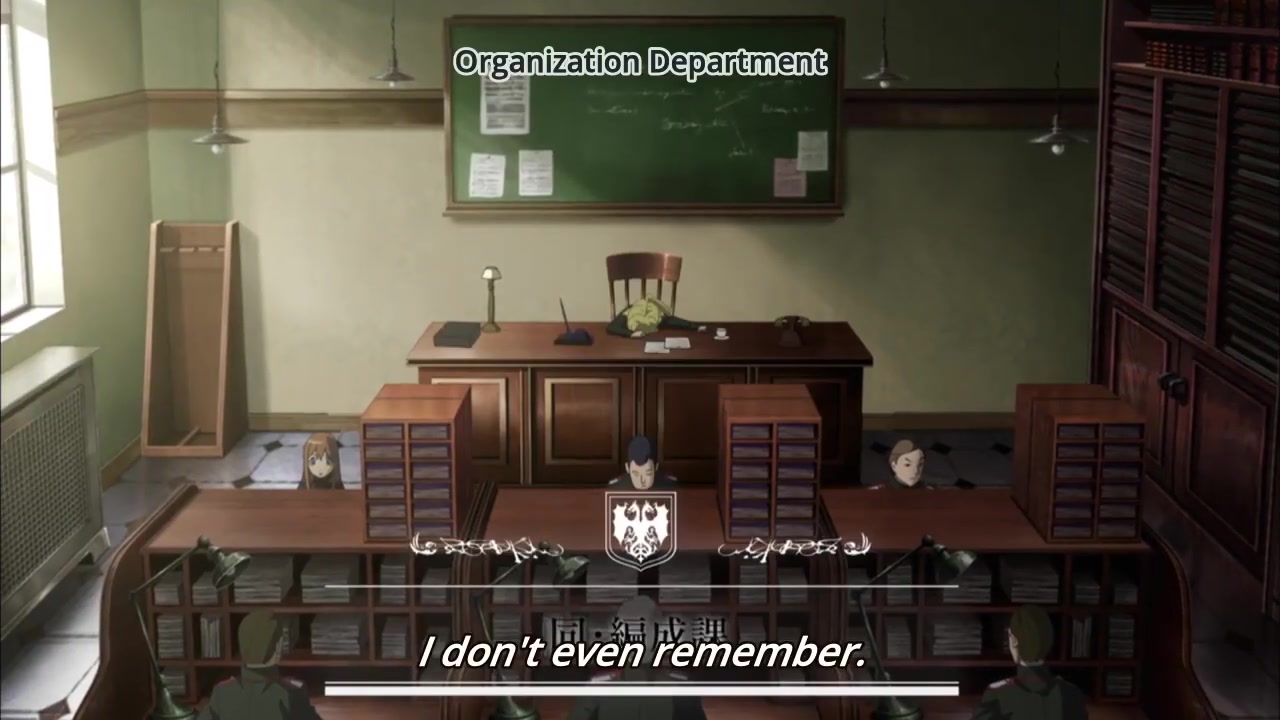 Organization Department
同・編成課
I don't even remember.